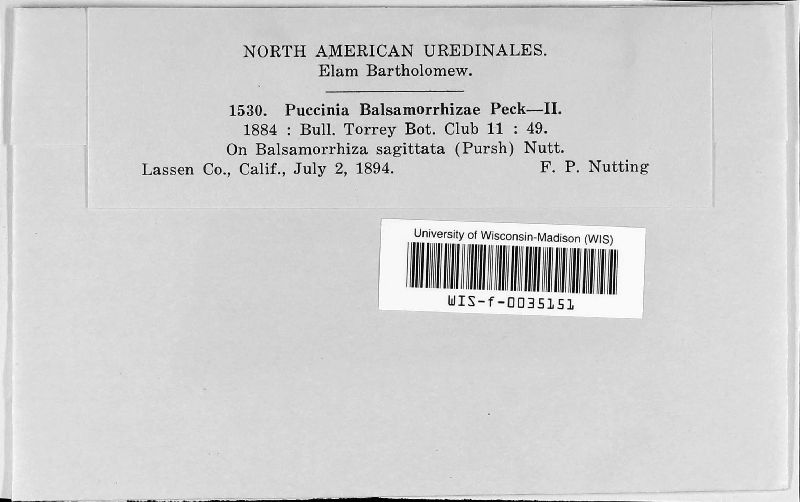 NORTH AMERICAN UREDINALES.
Elam Bartholomew.
1530. Puccinia Balsamorrhizae Peck—II.
1884 : Bull. Torrey Bot. Club 11 : 49.
On Balsamorrhiza sagittata (Pursh) Nutt.
Lassen Co., Calif., July 2, 1894. F. P. Nutting
University of Wisconsin-Madison (WIS)
WIS-f-0035151